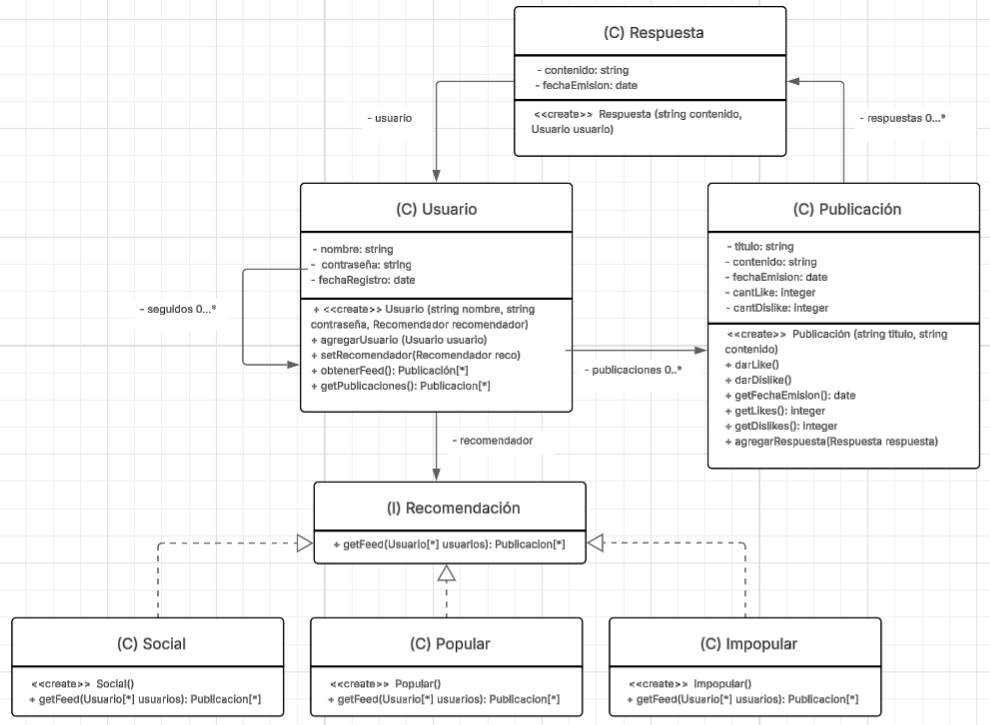 (C) Respuesta
- contenido: string
- fechaEmision: date
<<create>> Respuesta (string contenido,
Usuario usuario)
- usuario
- respuestas 0...*
(C) Usuario
- nombre: string
- contraseña: string
- fechaRegistro: date
+ <<create>> Usuario (string nombre, string
contraseña, Recomendador recomendador)
+ agregarUsuario (Usuario usuario)
+ setRecomendador(Recomendador reco)
+ obtenerFeed(): Publicación[*]
+ getPublicaciones(): Publicacion[*]
- seguidos 0...*
(C) Publicación
- titulo: string
- contenido: string
- fechaEmision: date
- cantLike: integer
- cantDislike: integer
<<create>> Publicación (string titulo, string
contenido)
+ darLike()
+ darDislike()
+ getFechaEmision(): date
+ getLikes(): integer
+ getDislikes(): integer
+ agregarRespuesta(Respuesta respuesta)
- publicaciones 0..*
- recomendador
(I) Recomendación
+ getFeed(Usuario[*] usuarios): Publicacion[*]
(C) Social
<<create>> Social()
+ getFeed(Usuario[*] usuarios): Publicacion[*]
(C) Popular
<<create>> Popular()
+ getFeed(Usuario[*] usuarios): Publicacion[*]
(C) Impopular
<<create>> Impopular()
+ getFeed(Usuario[*] usuarios): Publicacion[*]